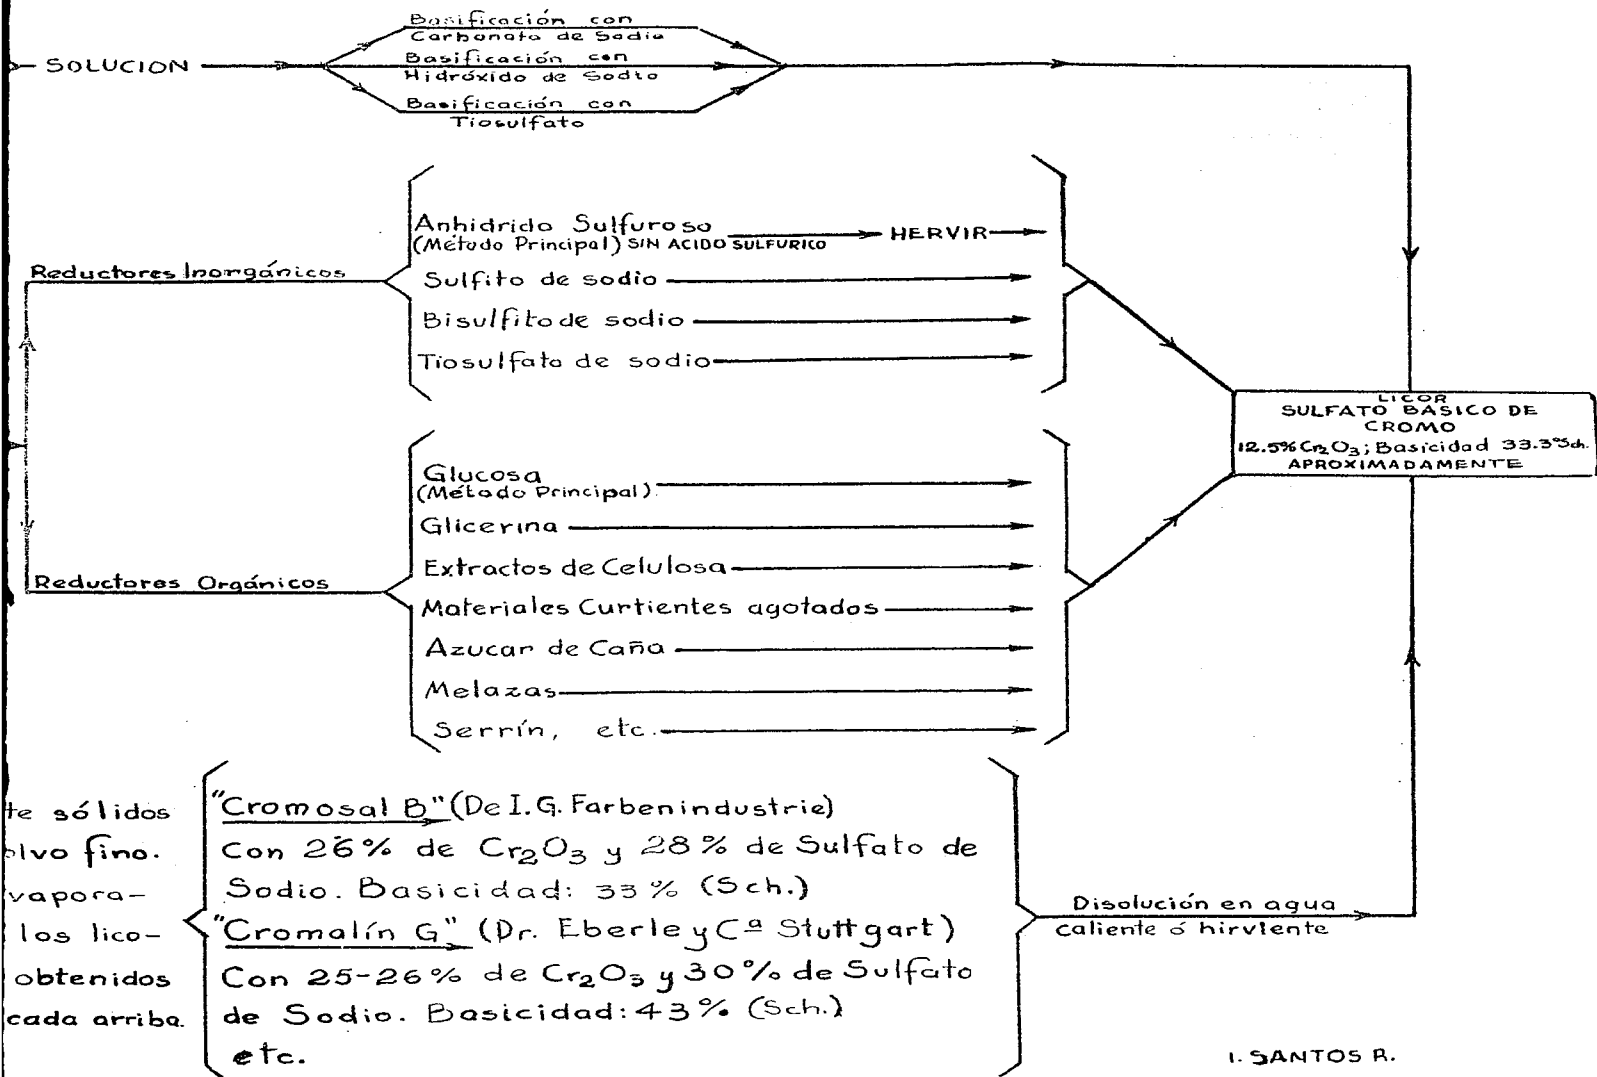 Basificación con
Carbonato de Sodio
SOLUCION
Basificación con
Hidróxido de Sodio
Basificación con
Tiosulfato
Anhidrido Sulfuroso
(Método Principal) SIN ACIDO SULFURICO
HERVIR
Reductores Inorgánicos
Sulfito de sodio
Bisulfito de sodio
Tiosulfato de sodio
LICOR
SULFATO BASICO DE
CROMO
12.5% Cr₂O₃; Basicidad 33.3° Sch.
APROXIMADAMENTE
Glucosa
(Método Principal)
Glicerina
Extractos de Celulosa
Reductores Orgánicos
Materiales Curtientes agotados
Azucar de Caña
Melazas
Serrín, etc.
te sólidos
olvo fino.
vapora-
los lico-
obtenidos
cada arriba.
"Cromosal B" (De I.G. Farbenindustrie)
Con 26% de Cr₂O₃ y 28% de Sulfato de
Sodio. Basicidad: 33% (Sch.)
"Cromalín G" (Dr. Eberle y Cª Stuttgart)
Con 25-26% de Cr₂O₃ y 30% de Sulfato
de Sodio. Basicidad: 43% (Sch.)
etc.
Disolución en agua
caliente ó hirviente
I. SANTOS R.